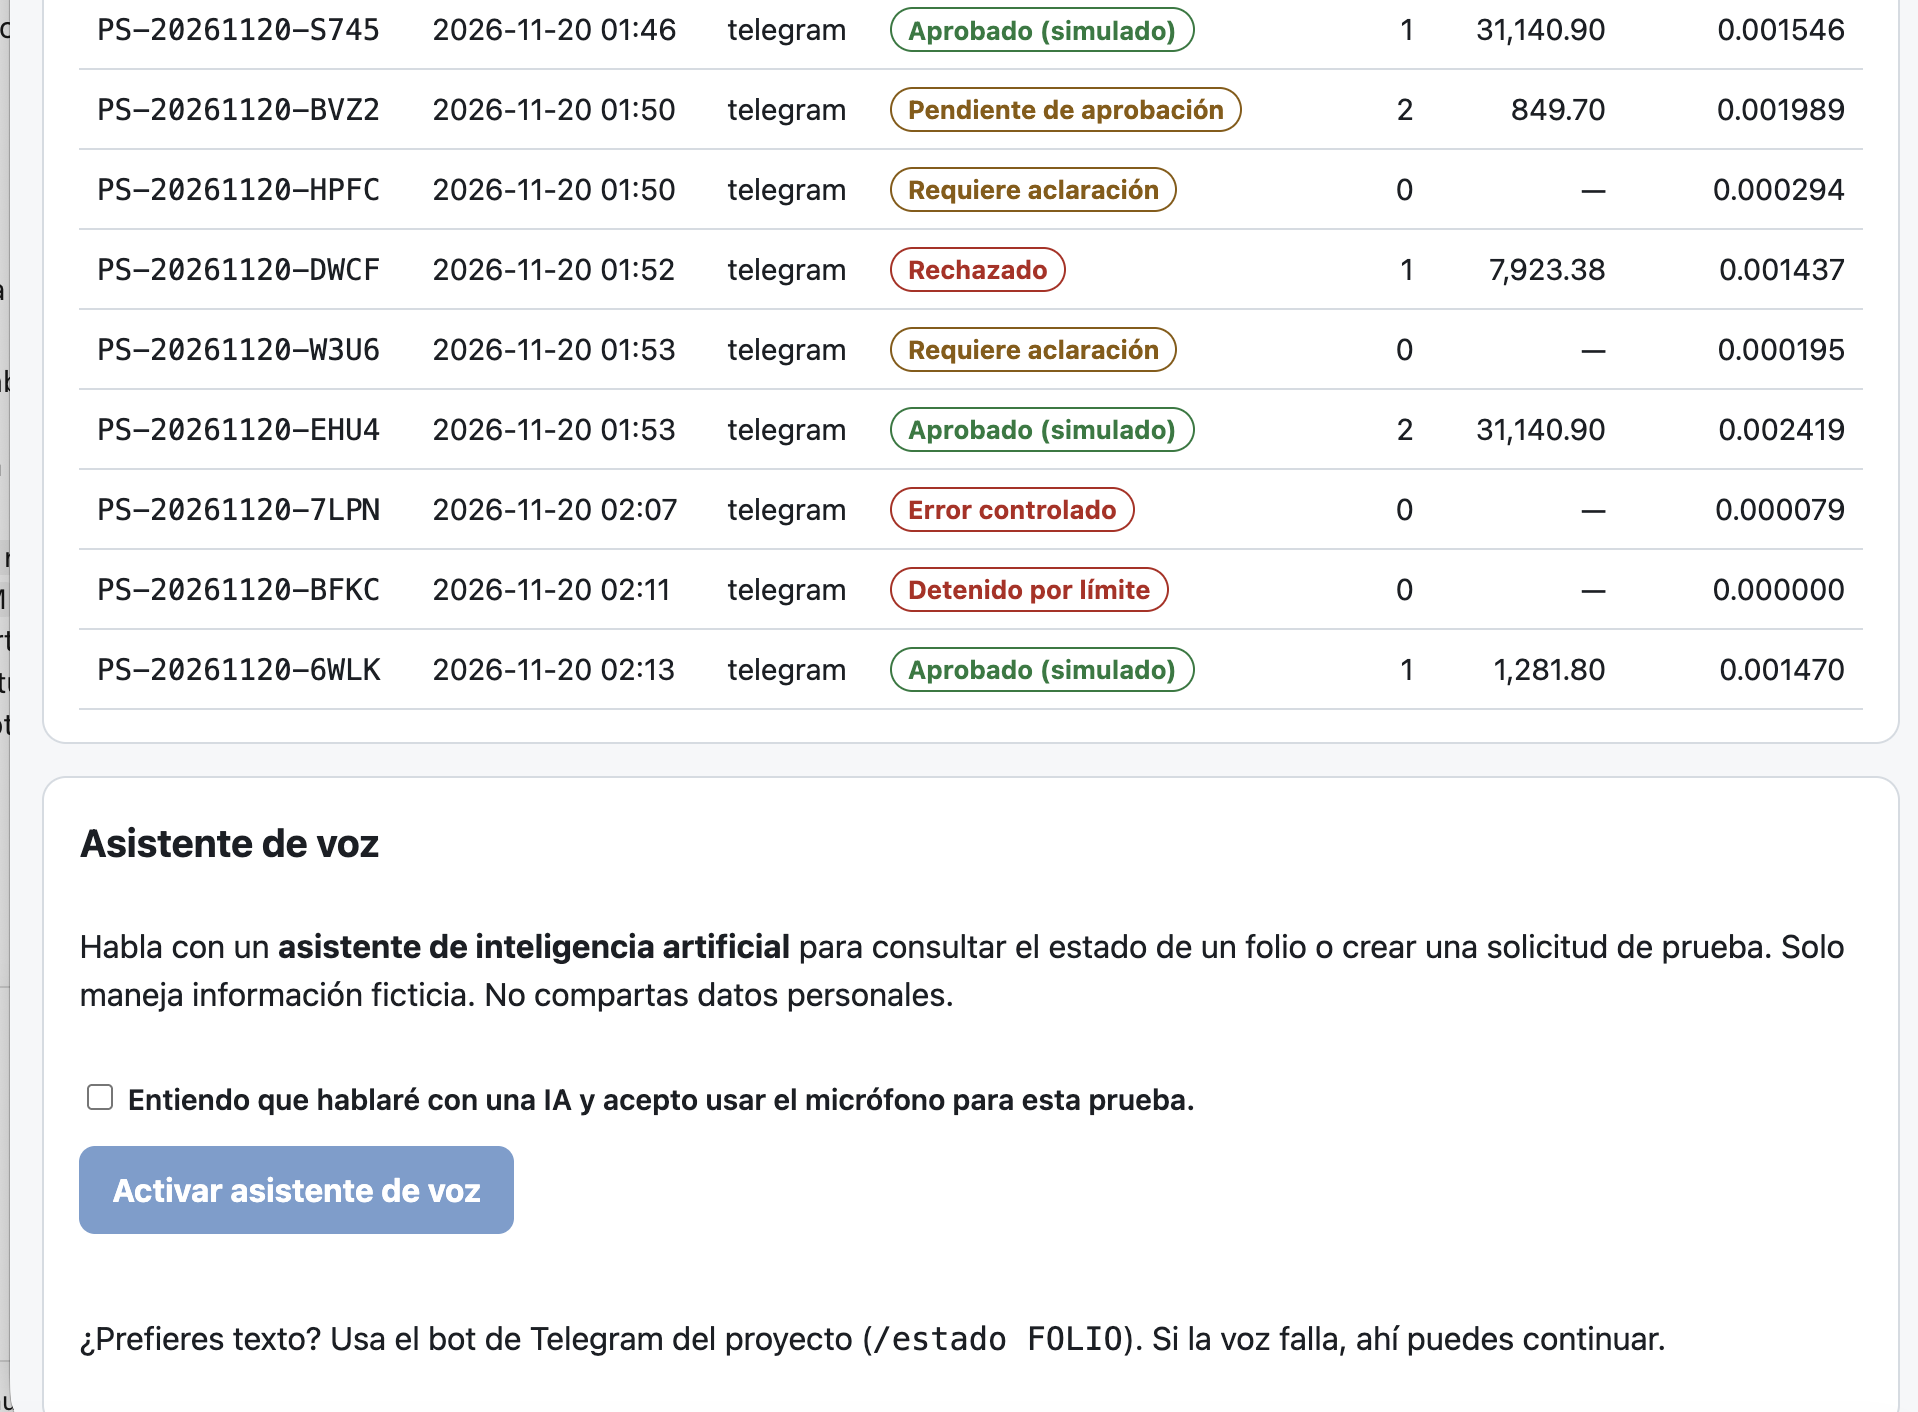 PS-20261120-S745 2026-11-20 01:46 telegram Aprobado (simulado) 1 31,140.90 0.001546
PS-20261120-BVZ2 2026-11-20 01:50 telegram Pendiente de aprobación 2 849.70 0.001989
PS-20261120-HPFC 2026-11-20 01:50 telegram Requiere aclaración 0 — 0.000294
PS-20261120-DWCF 2026-11-20 01:52 telegram Rechazado 1 7,923.38 0.001437
PS-20261120-W3U6 2026-11-20 01:53 telegram Requiere aclaración 0 — 0.000195
PS-20261120-EHU4 2026-11-20 01:53 telegram Aprobado (simulado) 2 31,140.90 0.002419
PS-20261120-7LPN 2026-11-20 02:07 telegram Error controlado 0 — 0.000079
PS-20261120-BFKC 2026-11-20 02:11 telegram Detenido por límite 0 — 0.000000
PS-20261120-6WLK 2026-11-20 02:13 telegram Aprobado (simulado) 1 1,281.80 0.001470
Asistente de voz
Habla con un asistente de inteligencia artificial para consultar el estado de un folio o crear una solicitud de prueba. Solo
maneja información ficticia. No compartas datos personales.
Entiendo que hablaré con una IA y acepto usar el micrófono para esta prueba.
Activar asistente de voz
¿Prefieres texto? Usa el bot de Telegram del proyecto (/estado FOLIO). Si la voz falla, ahí puedes continuar.